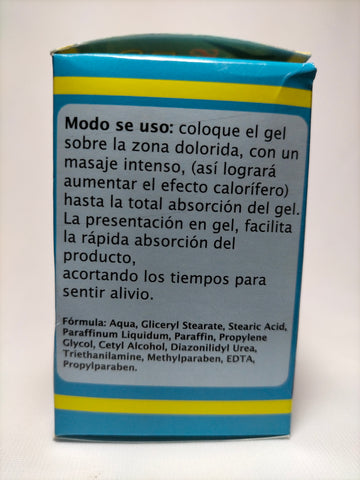 Modo se uso: coloque el gel
sobre la zona dolorida, con un
masaje intenso, (así logrará
aumentar el efecto calorífero)
hasta la total absorción del gel.
La presentación en gel, facilita
la rápida absorción del
producto,
acortando los tiempos para
sentir alivio.
Fórmula: Aqua, Gliceryl Stearate, Stearic Acid,
Paraffinum Liquidum, Paraffin, Propylene
Glycol, Cetyl Alcohol, Diazonilidyl Urea,
Triethanilamine, Methylparaben, EDTA,
Propylparaben.